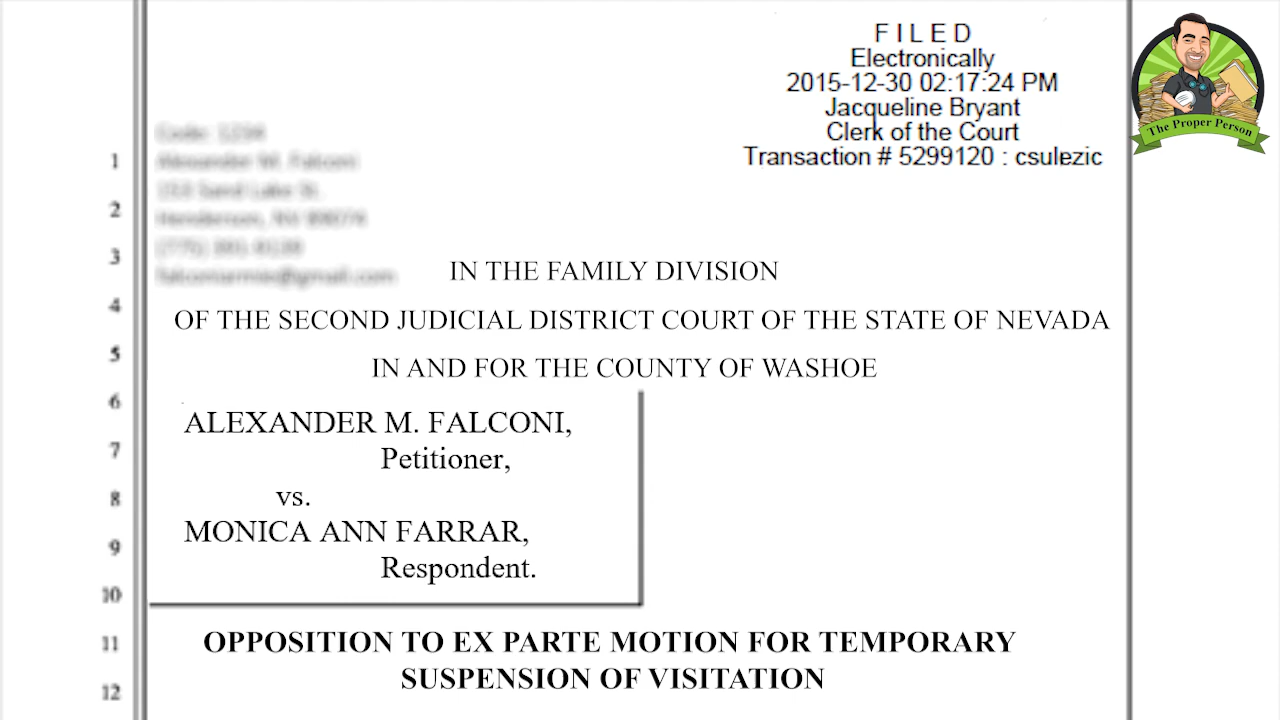 F I L E D
Electronically
2015-12-30 02:17:24 PM
Jacqueline Bryant
Clerk of the Court
Transaction # 5299120 : csulezic
The Proper Person
1
2
3
IN THE FAMILY DIVISION
4
OF THE SECOND JUDICIAL DISTRICT COURT OF THE STATE OF NEVADA
5
IN AND FOR THE COUNTY OF WASHOE
6
ALEXANDER M. FALCONI,
7
Petitioner,
8
vs.
MONICA ANN FARRAR,
9
Respondent.
10
11
OPPOSITION TO EX PARTE MOTION FOR TEMPORARY
SUSPENSION OF VISITATION
12